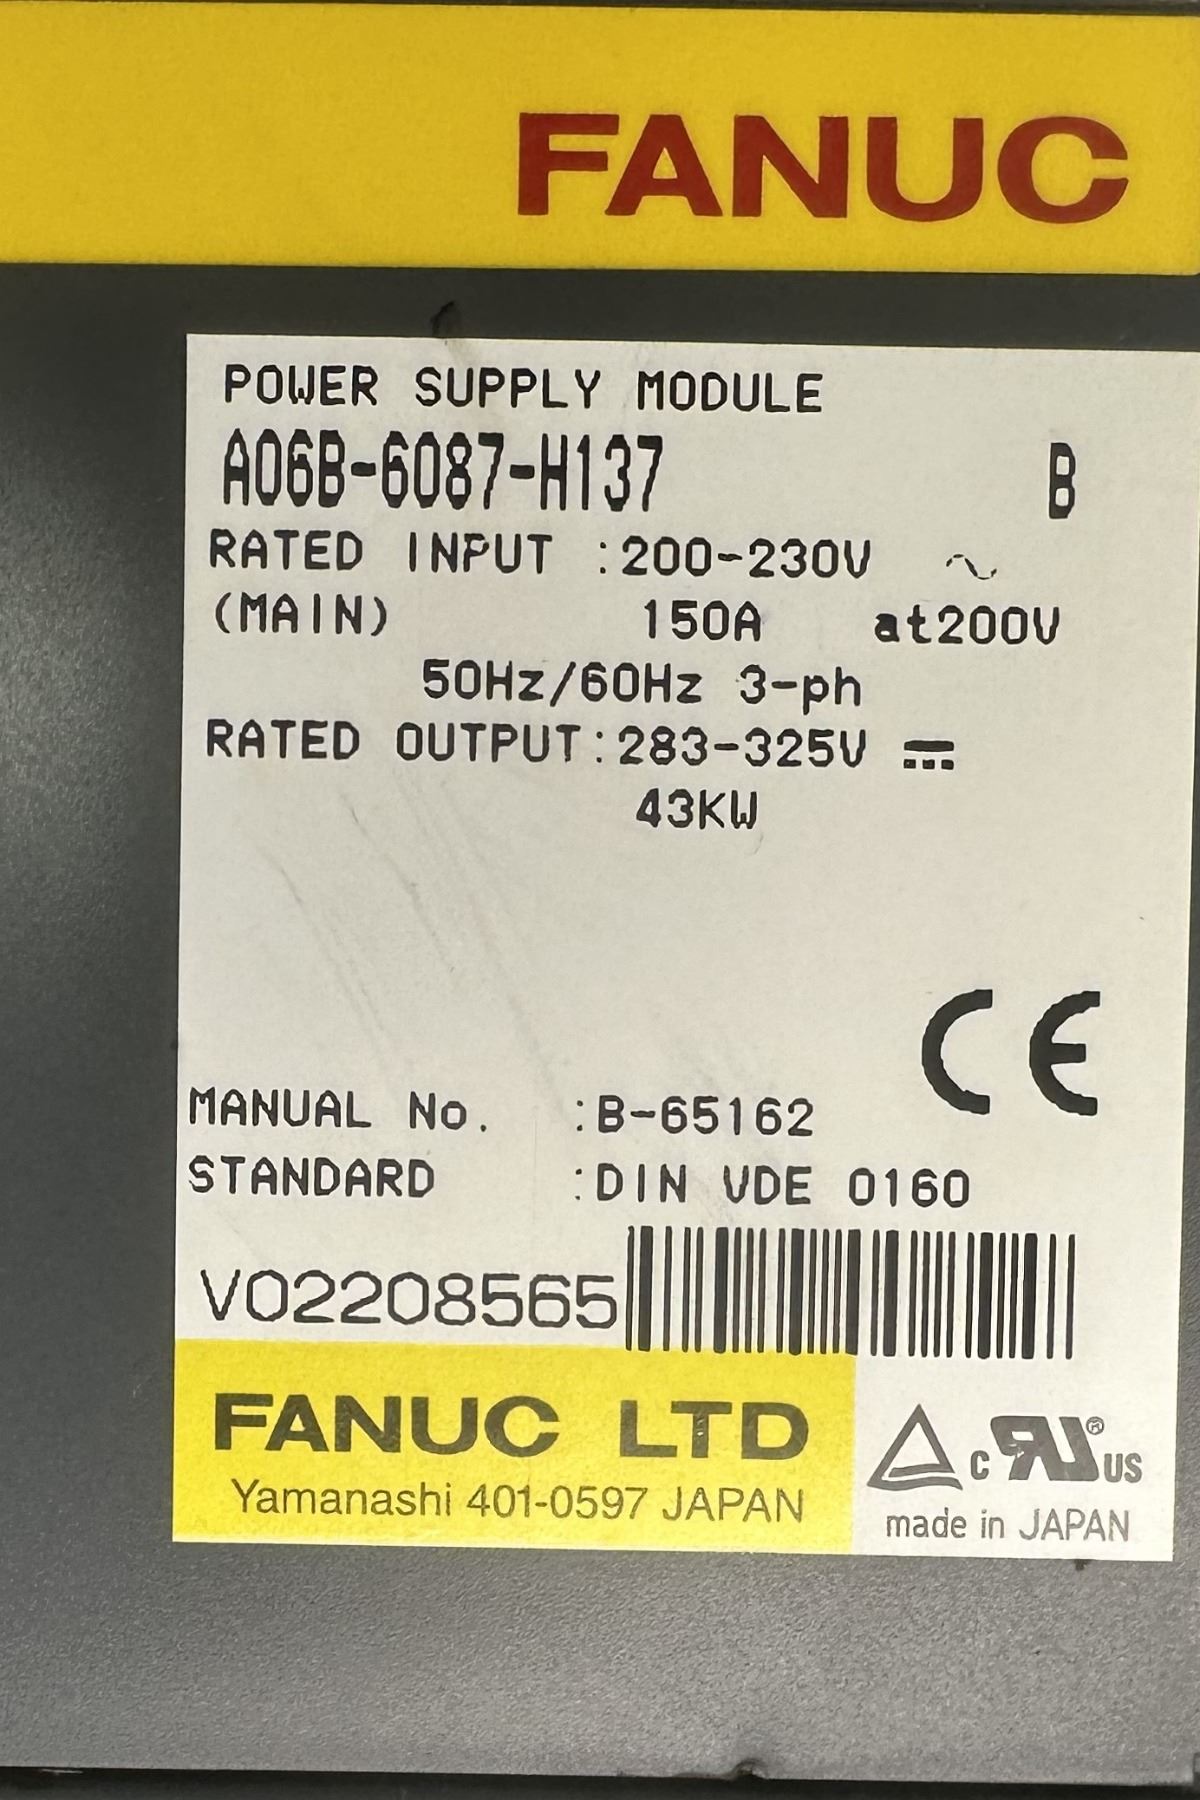 FANUC
POWER SUPPLY MODULE
A06B-6087-H137 B
RATED INPUT :200-230V ~
(MAIN) 150A at200V
50Hz/60Hz 3-ph
RATED OUTPUT:283-325V ⎓
43KW
CE
MANUAL No. :B-65162
STANDARD :DIN VDE 0160
V02208565
FANUC LTD
Yamanashi 401-0597 JAPAN
c RU® US
made in JAPAN